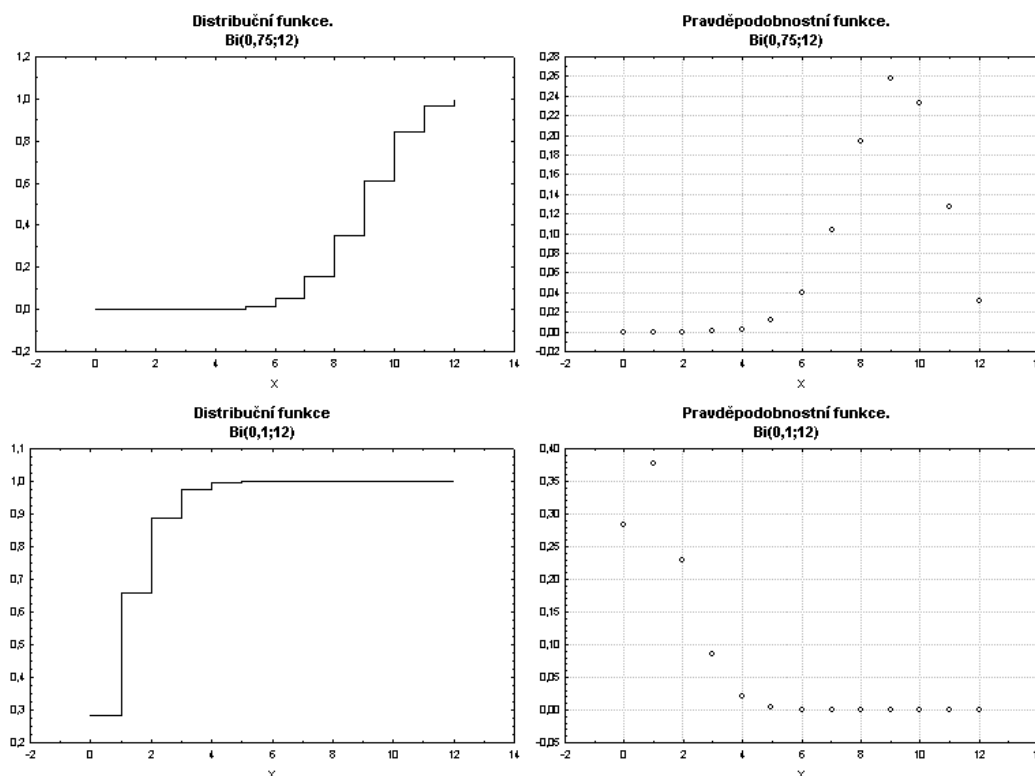 Distribuční funkce.
Bi(0,75;12)
1,2
1,0
0,8
0,6
0,4
0,2
0,0
-0,2
-2 0 2 4 6 8 10 12 14
X
Pravděpodobnostní funkce.
Bi(0,75;12)
0,28
0,26
0,24
0,22
0,20
0,18
0,16
0,14
0,12
0,10
0,08
0,06
0,04
0,02
0,00
-0,02
-2 0 2 4 6 8 10 12 14
X
Distribuční funkce
Bi(0,1;12)
1,1
1,0
0,9
0,8
0,7
0,6
0,5
0,4
0,3
0,2
-2 0 2 4 6 8 10 12 14
X
Pravděpodobnostní funkce.
Bi(0,1;12)
0,40
0,35
0,30
0,25
0,20
0,15
0,10
0,05
0,00
-0,05
-2 0 2 4 6 8 10 12 14
X